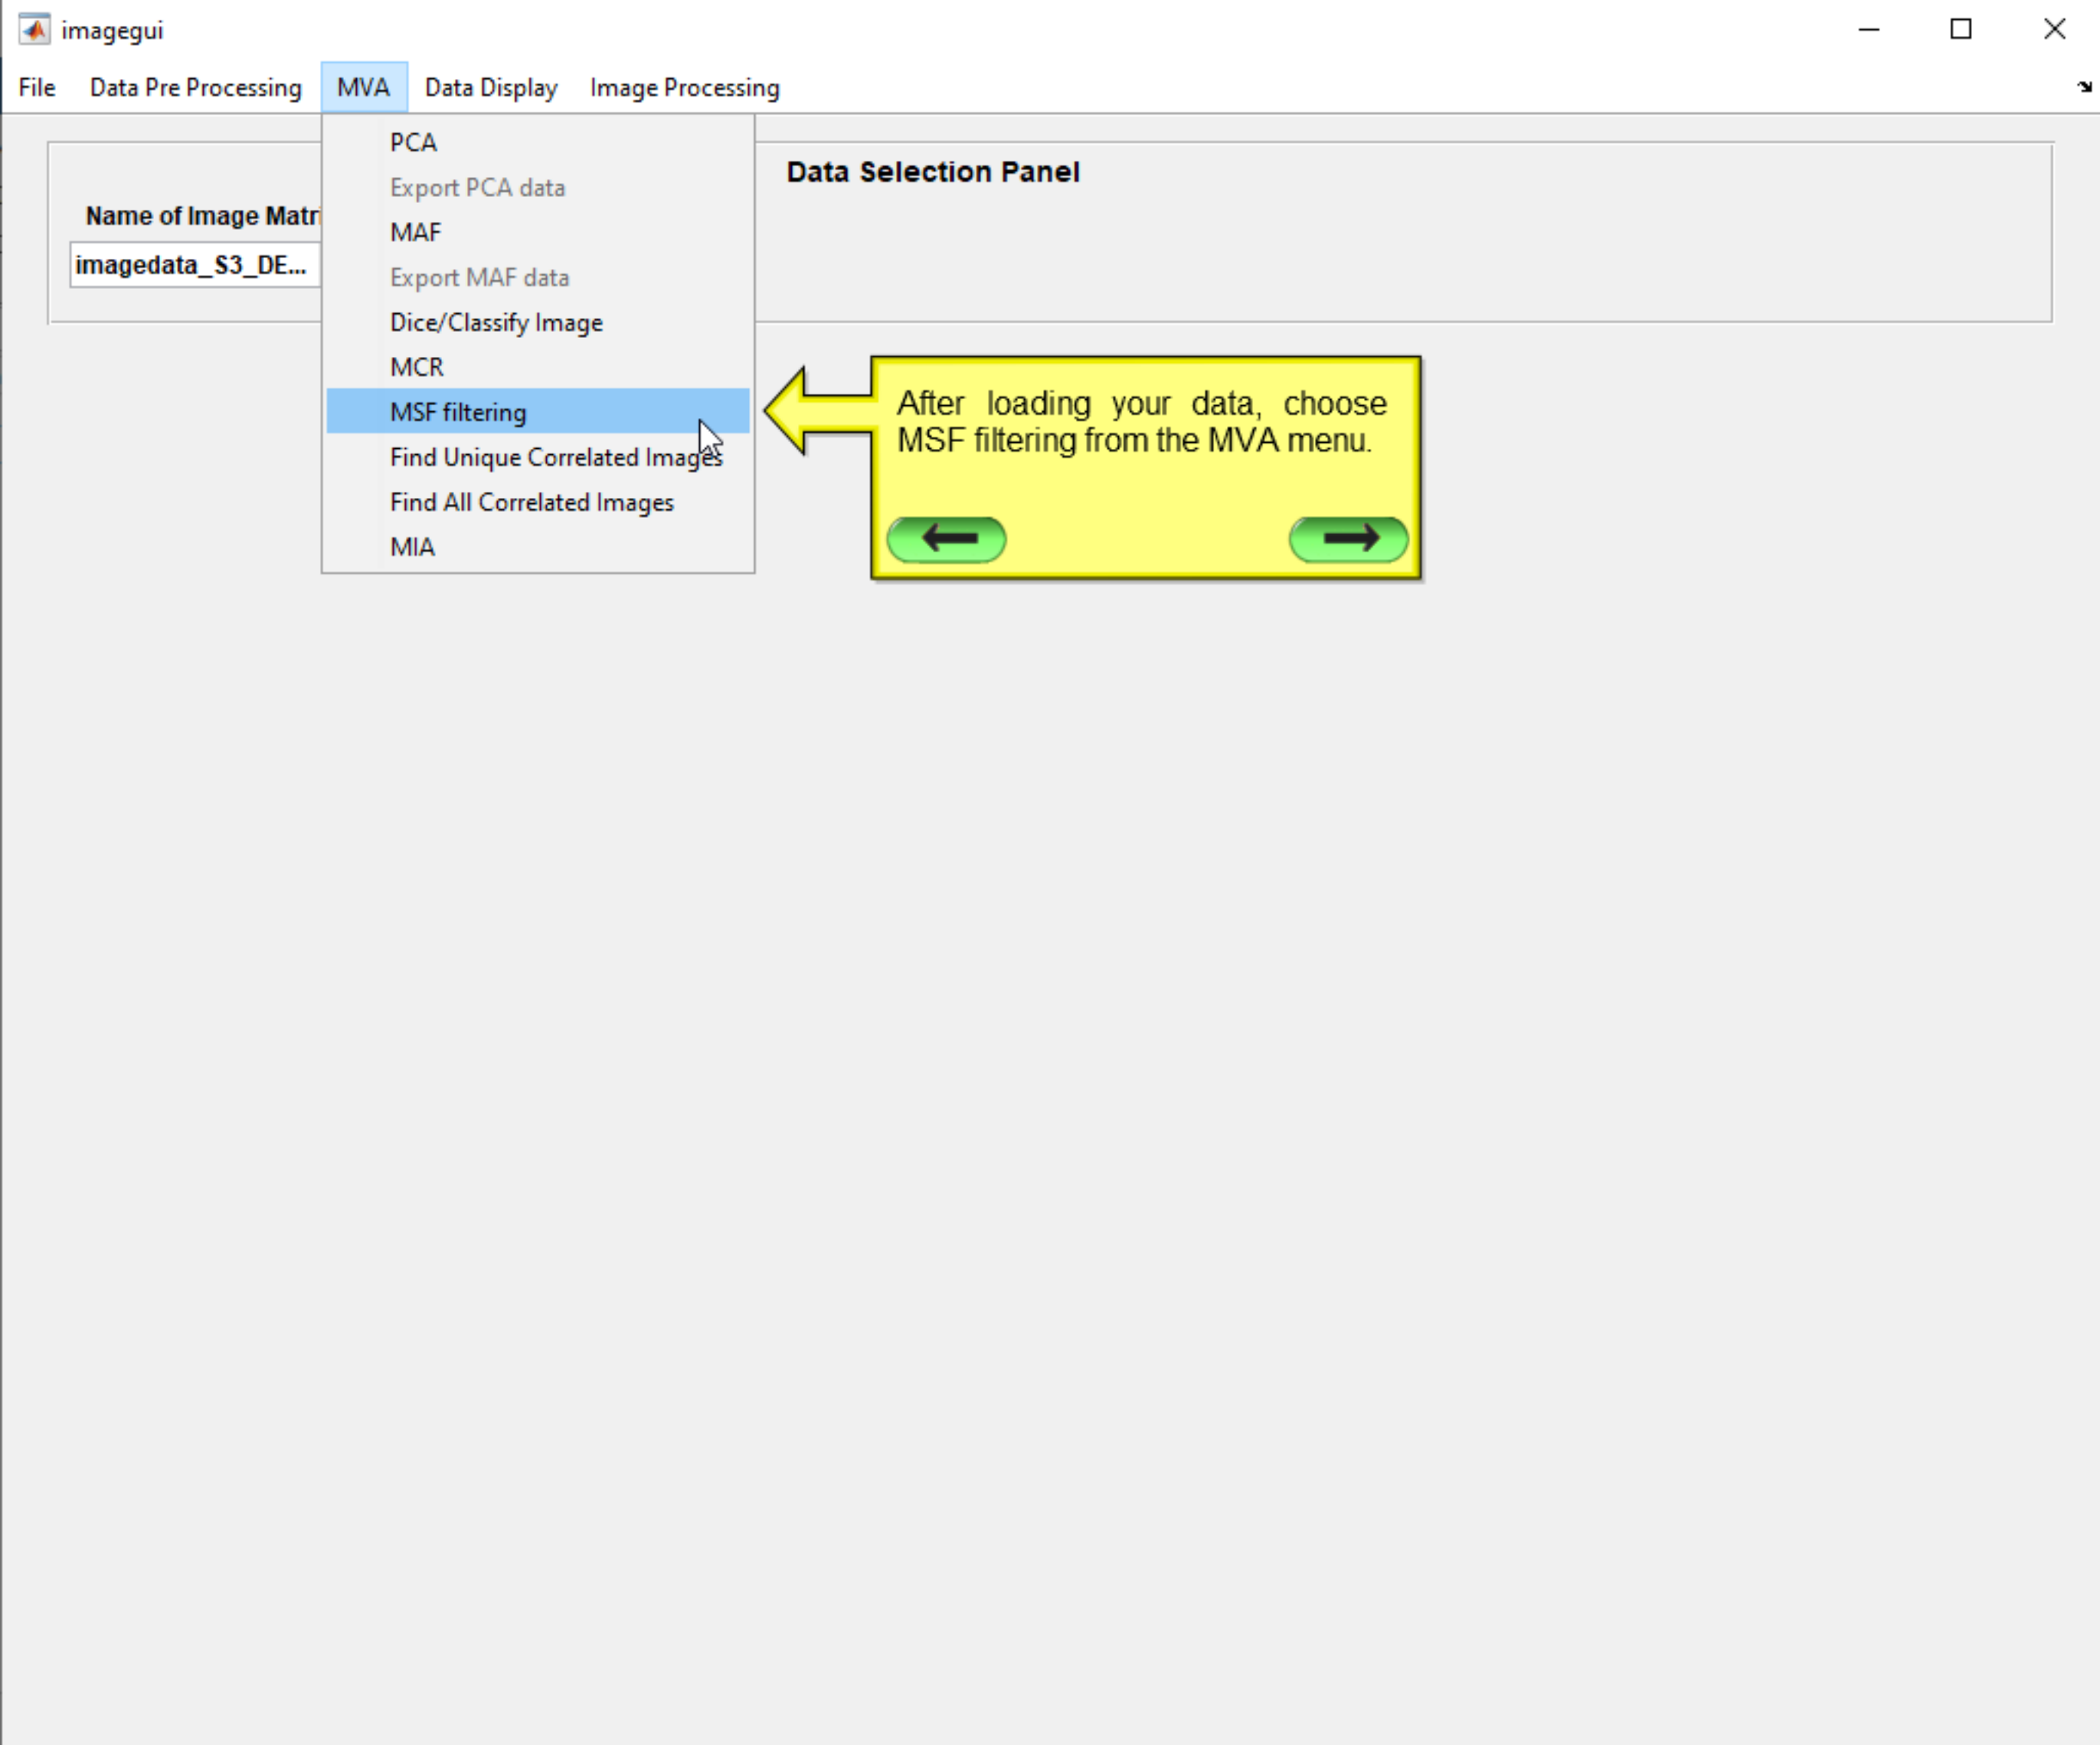 imagegui
File Data Pre Processing MVA Data Display Image Processing
PCA
Export PCA data
MAF
Export MAF data
Dice/Classify Image
MCR
MSF filtering
Find Unique Correlated Images
Find All Correlated Images
MIA
Data Selection Panel
Name of Image Matri
imagedata_S3_DE...
After loading your data, choose
MSF filtering from the MVA menu.